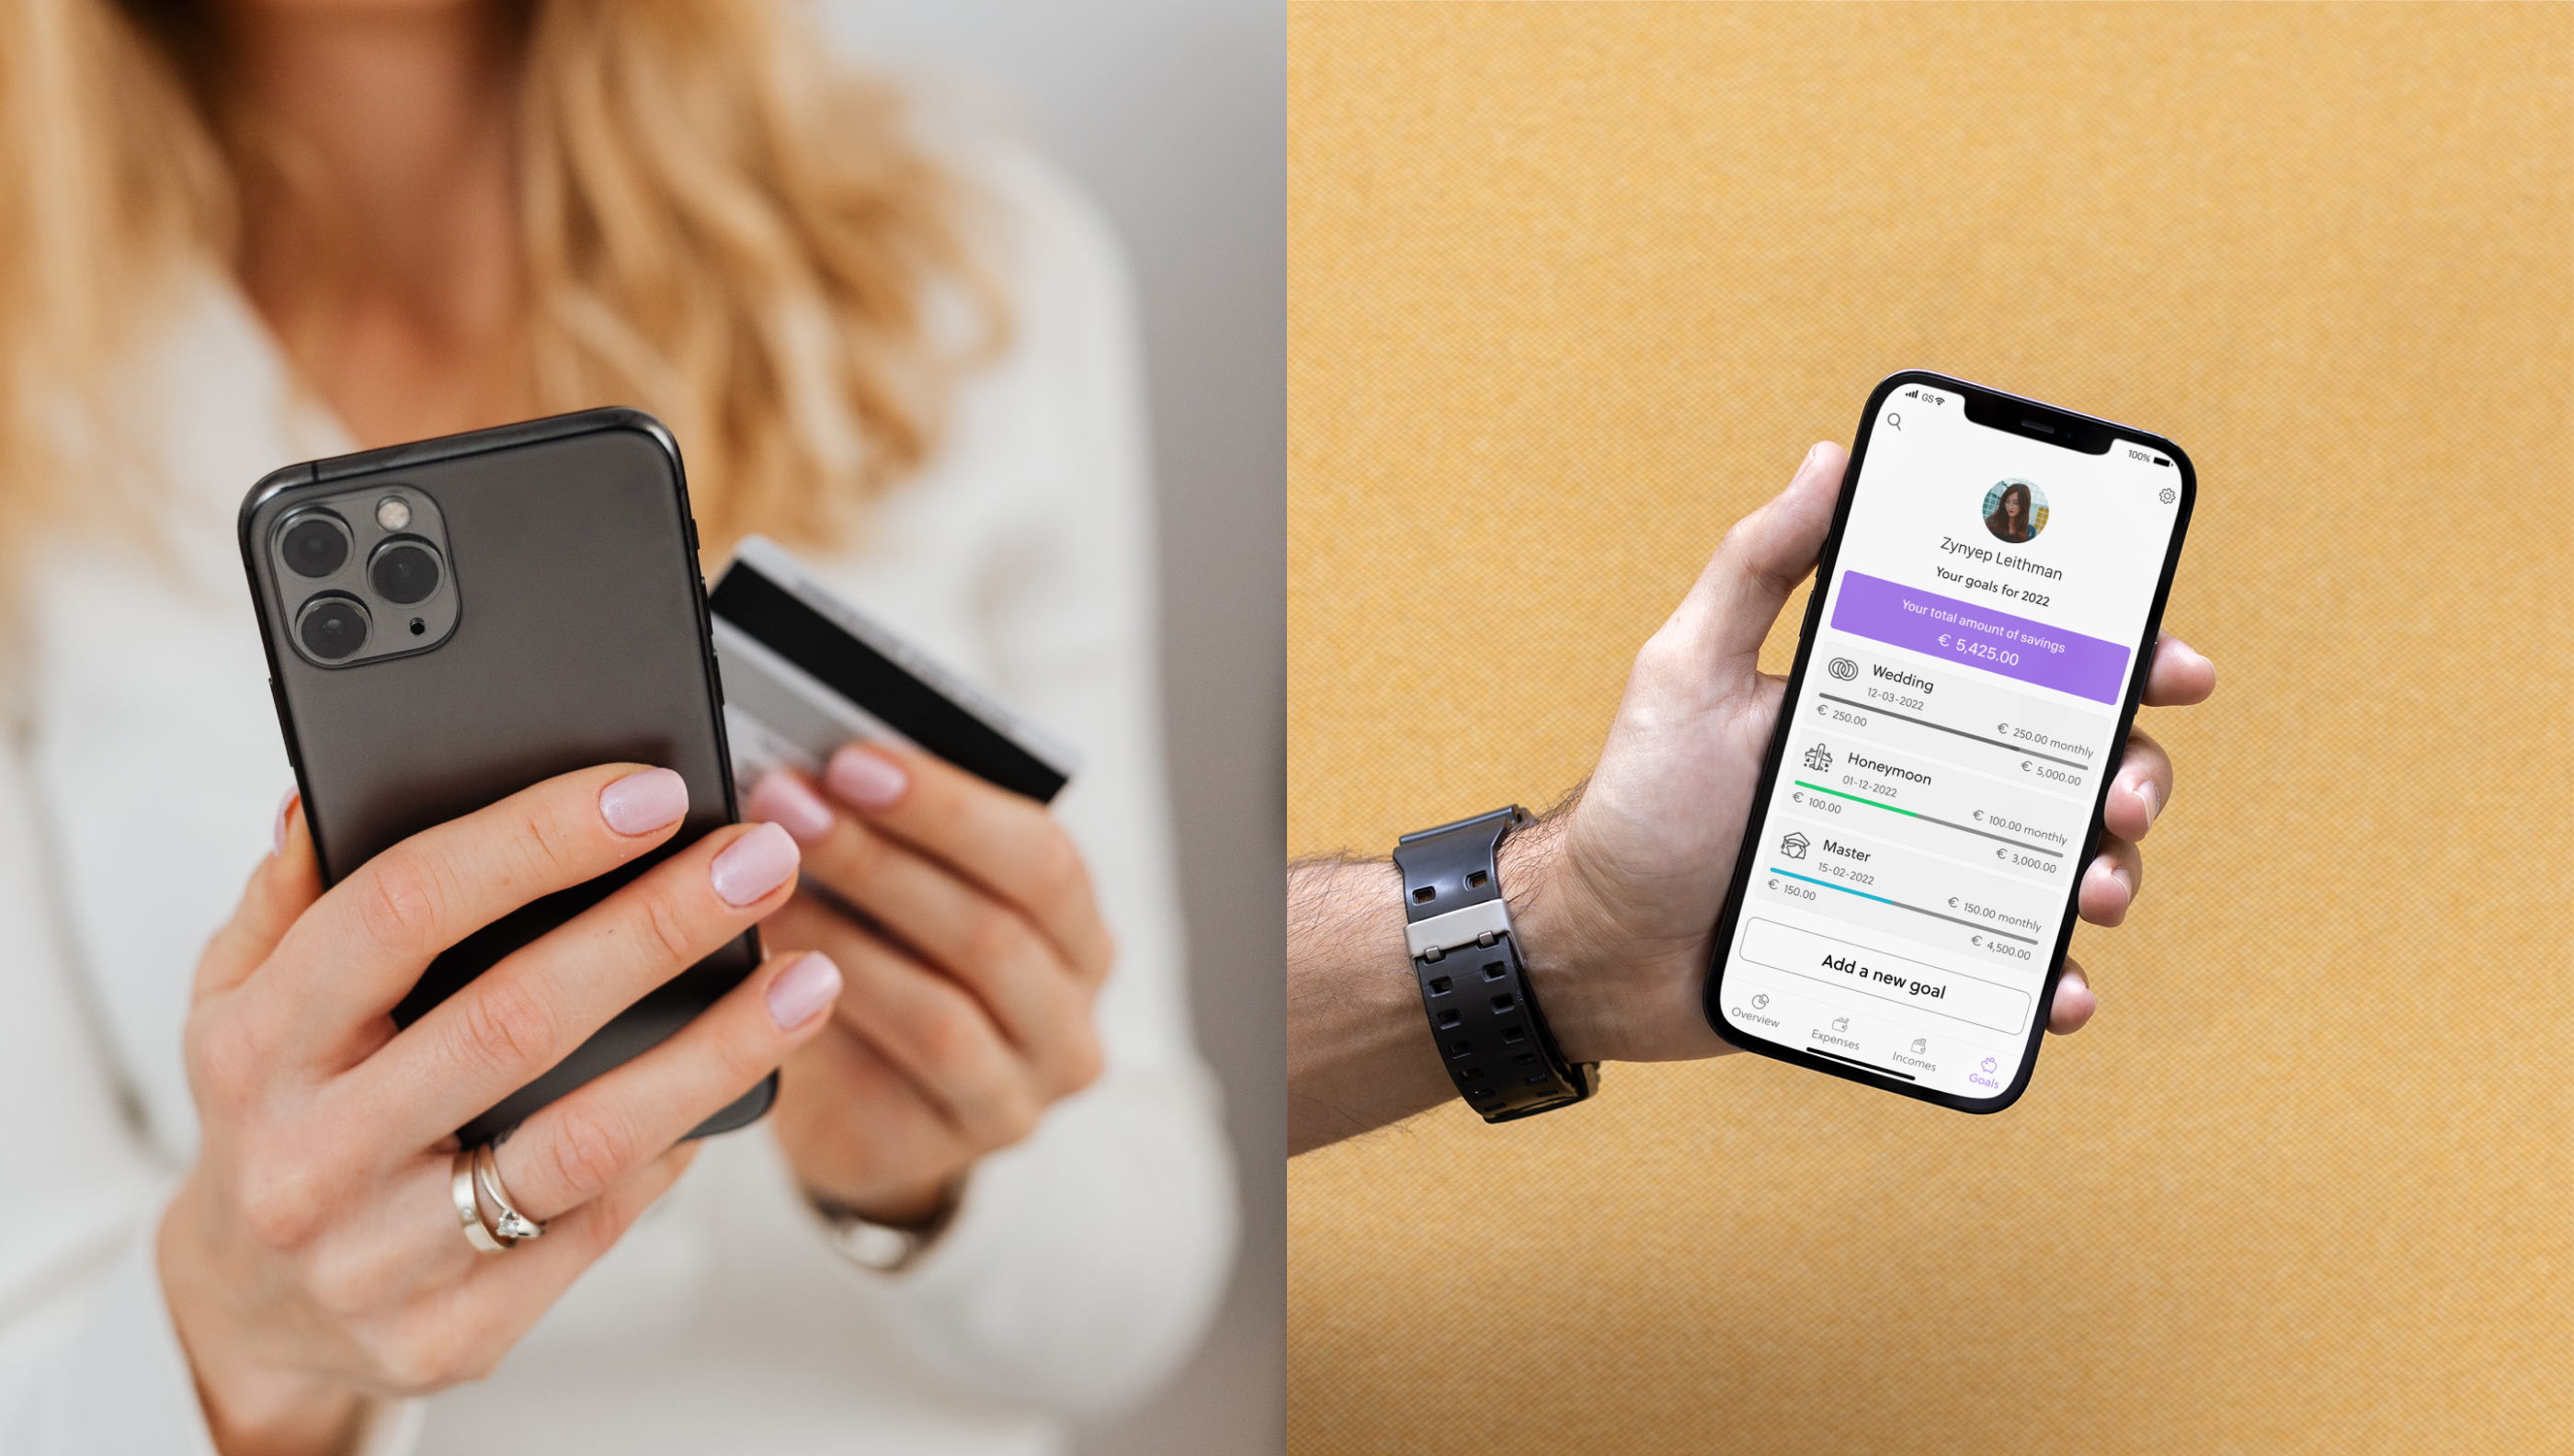 GS
100%
Zynyep Leithman
Your goals for 2022
Your total amount of savings
€ 5,425.00
Wedding
12-03-2022
€ 250.00 monthly
€ 250.00
€ 5,000.00
Honeymoon
01-12-2022
€ 100.00 monthly
€ 100.00
€ 3,000.00
Master
15-02-2022
€ 150.00 monthly
€ 150.00
€ 4,500.00
Add a new goal
Overview
Expenses
Incomes
Goals